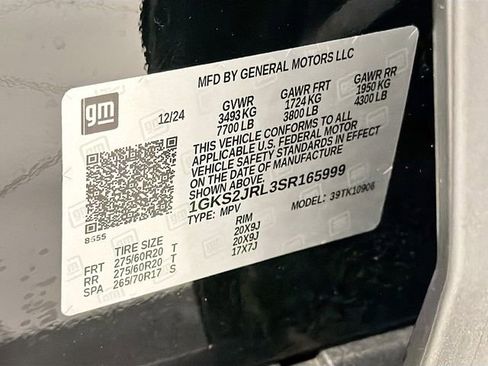 MFD BY GENERAL MOTORS LLC
gm
12/24
GVWR GAWR FRT GAWR RR
3493 KG 1724 KG 1950 KG
7700 LB 3800 LB 4300 LB
THIS VEHICLE CONFORMS TO ALL
APPLICABLE U.S. FEDERAL MOTOR
VEHICLE SAFETY STANDARDS IN EFFECT
ON THE DATE OF MANUFACTURE
SHOWN ABOVE.
1GKS2JRL3SR165999
TYPE: MPV MODEL: 39TK10906
8555
TIRE SIZE RIM
FRT 275/60R20 T 20X9J
RR 275/60R20 T 20X9J
SPA 265/70R17 S 17X7J